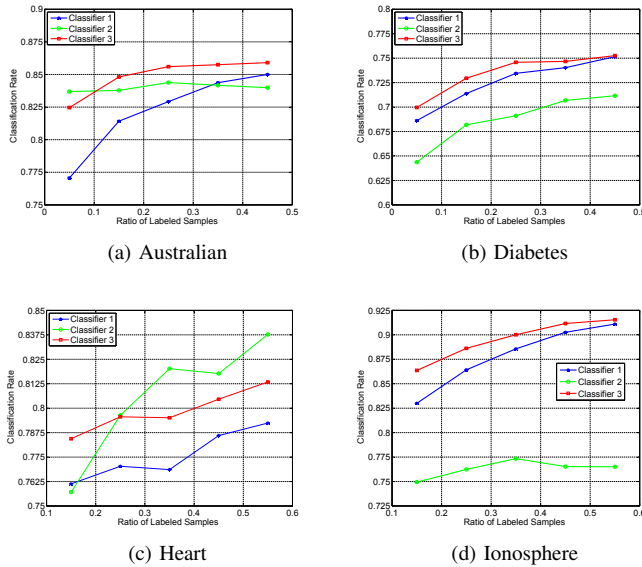 0.9
0.875
0.85
0.825
0.8
0.775
0.75
Classification Rate
Classifier 1
Classifier 2
Classifier 3
0 0.1 0.2 0.3 0.4 0.5
Ratio of Labeled Samples
(a) Australian
0.8
0.75
0.7
0.65
0.6
Classification Rate
Classifier 1
Classifier 2
Classifier 3
0 0.1 0.2 0.3 0.4 0.5
Ratio of Labeled Samples
(b) Diabetes
0.85
0.8375
0.825
0.8125
0.8
0.7875
0.775
0.7625
0.75
Classification Rate
Classifier 1
Classifier 2
Classifier 3
0.1 0.2 0.3 0.4 0.5 0.6
Ratio of Labeled Samples
(c) Heart
0.925
0.9
0.875
0.85
0.825
0.8
0.775
0.75
0.725
Classification Rate
Classifier 1
Classifier 2
Classifier 3
0.1 0.2 0.3 0.4 0.5 0.6
Ratio of Labeled Samples
(d) Ionosphere